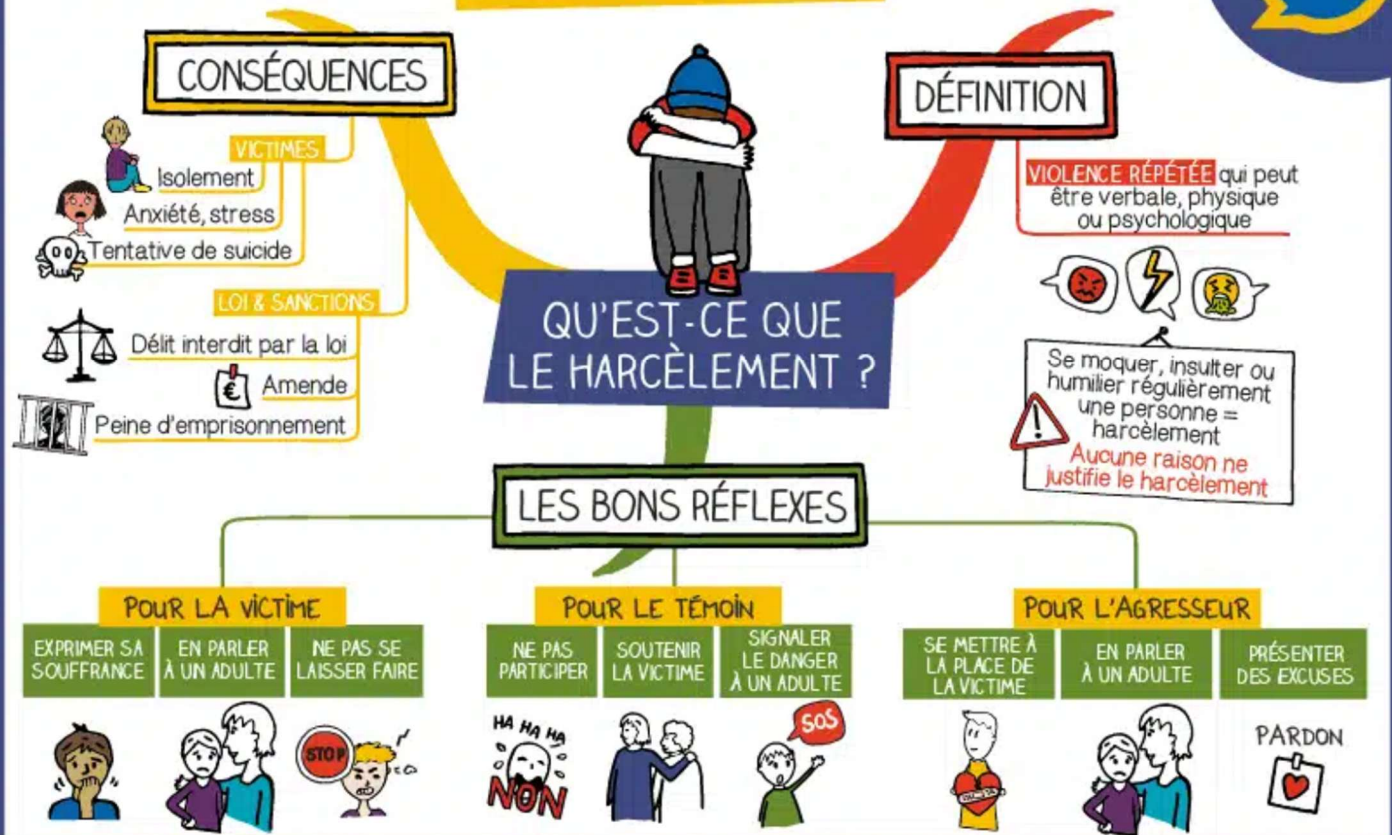 CONSÉQUENCES
VICTIMES
Isolement
Anxiété, stress
Tentative de suicide
LOI & SANCTIONS
Délit interdit par la loi
€
Amende
Peine d'emprisonnement
DÉFINITION
VIOLENCE RÉPÉTÉE qui peut
être verbale, physique
ou psychologique
Se moquer, insulter ou
humilier régulièrement
une personne =
harcèlement
Aucune raison ne
justifie le harcèlement
QU'EST-CE QUE
LE HARCÈLEMENT ?
LES BONS RÉFLEXES
POUR LA VICTIME
EXPRIMER SA
SOUFFRANCE
EN PARLER
À UN ADULTE
NE PAS SE
LAISSER FAIRE
STOP
POUR LE TÉMOIN
NE PAS
PARTICIPER
SOUTENIR
LA VICTIME
SIGNALER
LE DANGER
À UN ADULTE
HA HA HA
NON
SOS
POUR L'AGRESSEUR
SE METTRE À
LA PLACE DE
LA VICTIME
EN PARLER
À UN ADULTE
PRÉSENTER
DES EXCUSES
PARDON